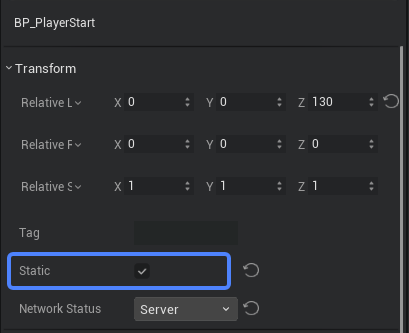 BP_PlayerStart
Transform
Relative L X 0 Y 0 Z 130
Relative F X 0 Y 0 Z 0
Relative S X 1 Y 1 Z 1
Tag
Static
Network Status Server